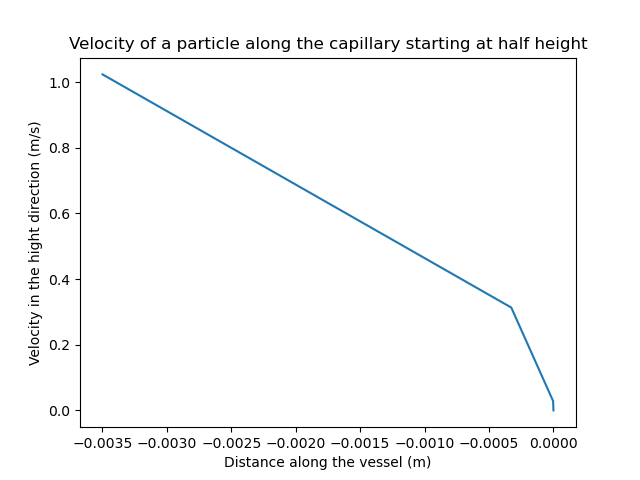 Velocity of a particle along the capillary starting at half height
Velocity in the hight direction (m/s)
1.0
0.8
0.6
0.4
0.2
0.0
−0.0035 −0.0030 −0.0025 −0.0020 −0.0015 −0.0010 −0.0005 0.0000
Distance along the vessel (m)